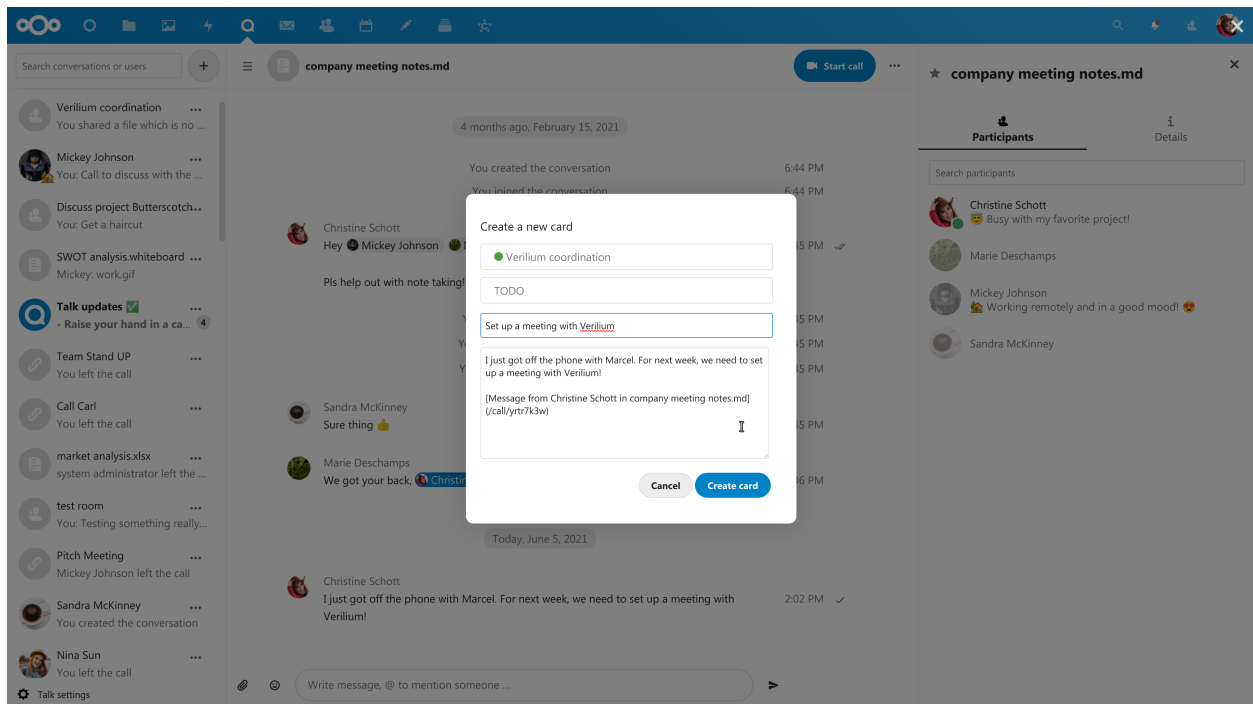 Search conversations or users
+
Verilium coordination
You shared a file which is no ...
Mickey Johnson
You: Call to discuss with the ...
Discuss project Butterscotch...
You: Get a haircut
SWOT analysis.whiteboard
Mickey: work.gif
Talk updates ✅
- Raise your hand in a ca...
4
Team Stand UP
You left the call
Call Carl
You left the call
market analysis.xlsx
system administrator left the ...
test room
You: Testing something really...
Pitch Meeting
Mickey Johnson left the call
Sandra McKinney
You created the conversation
Nina Sun
You left the call
Talk settings
company meeting notes.md
Start call
4 months ago, February 15, 2021
You created the conversation
6:44 PM
You joined the conversation
6:44 PM
Christine Schott
Hey Mickey Johnson
45 PM
Pls help out with note taking!
45 PM
45 PM
45 PM
Sandra McKinney
Sure thing 👍
45 PM
Marie Deschamps
We got your back, Christin
46 PM
Today, June 5, 2021
Christine Schott
I just got off the phone with Marcel. For next week, we need to set up a meeting with
Verilium!
2:02 PM
Write message, @ to mention someone ...
Create a new card
Verilium coordination
TODO
Set up a meeting with Verilium
I just got off the phone with Marcel. For next week, we need to set
up a meeting with Verilium!
[Message from Christine Schott in company meeting notes.md]
(/call/yrtr7k3w)
Cancel
Create card
company meeting notes.md
Participants
Details
Search participants
Christine Schott
😇 Busy with my favorite project!
Marie Deschamps
Mickey Johnson
🏡 Working remotely and in a good mood! 😍
Sandra McKinney